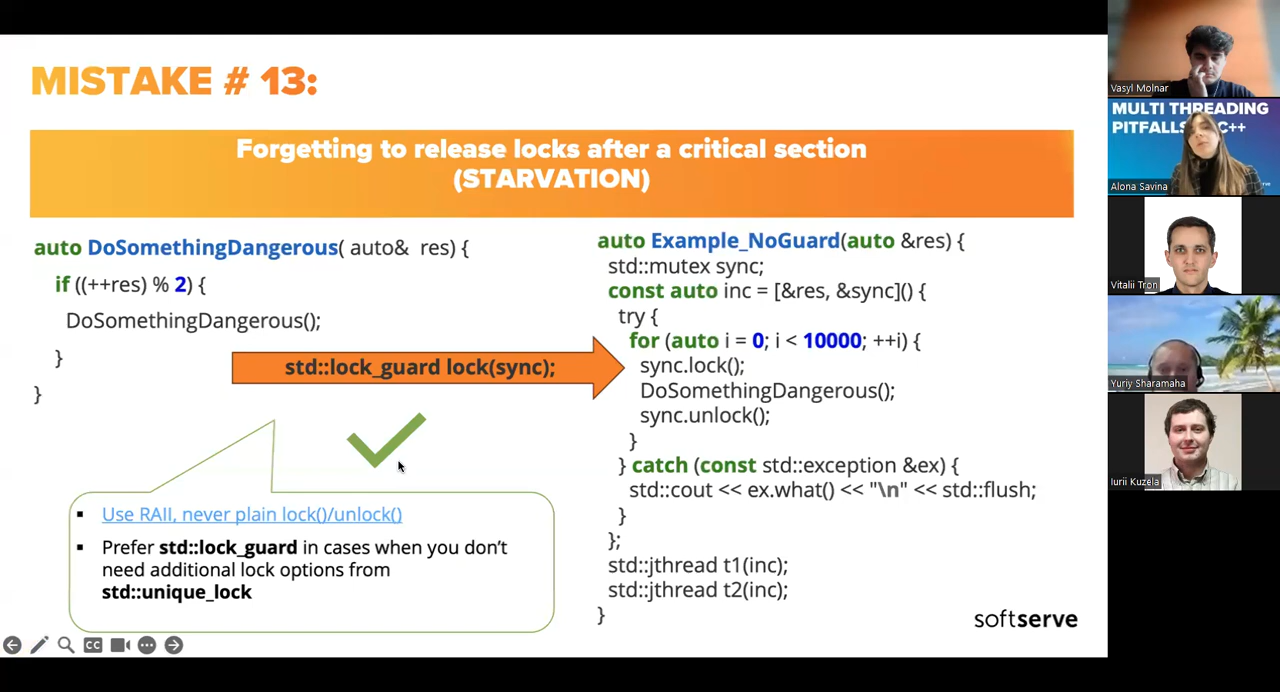 MISTAKE # 13:
Forgetting to release locks after a critical section
(STARVATION)
auto DoSomethingDangerous( auto& res) {
if ((++res) % 2) {
DoSomethingDangerous();
}
}
std::lock_guard lock(sync);
▪ Use RAII, never plain lock()/unlock()
▪ Prefer std::lock_guard in cases when you don't
need additional lock options from
std::unique_lock
auto Example_NoGuard(auto &res) {
std::mutex sync;
const auto inc = [&res, &sync]() {
try {
for (auto i = 0; i < 10000; ++i) {
sync.lock();
DoSomethingDangerous();
sync.unlock();
}
} catch (const std::exception &ex) {
std::cout << ex.what() << "\n" << std::flush;
}
};
std::jthread t1(inc);
std::jthread t2(inc);
}
softserve
CC
Vasyl Molnar
MULTI THREADING
PITFALLS C++
Alona Savina
Vitalii Tron
Yuriy Sharamaha
Iurii Kuzela